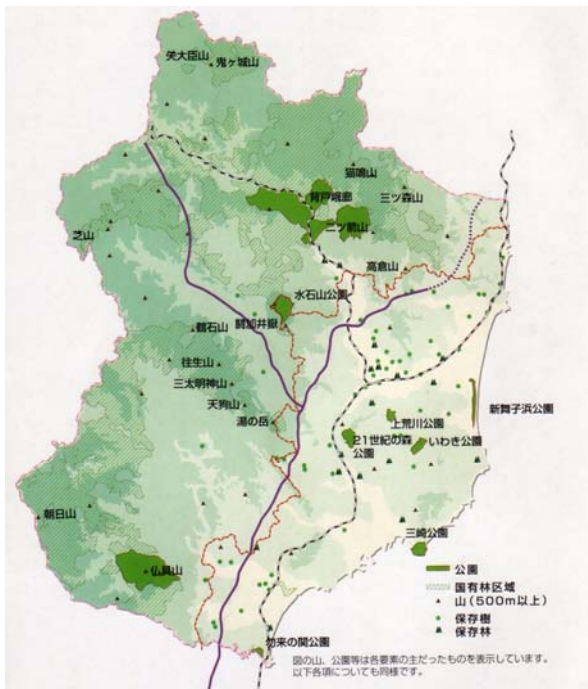 矢大臣山
鬼ヶ城山
猫鳴山
背戸峨廊
三ツ森山
二ツ箭山
芝山
高倉山
水石山公園
閼加井嶽
鶴石山
往生山
三大明神山
天狗山
湯の岳
新舞子浜公園
上荒川公園
21世紀の森
公園
いわき公園
朝日山
三崎公園
仏具山
勿来の関公園
公園
国有林区域
山（500m以上）
保存樹
保存林
図の山、公園等は各要素の主だったものを表示しています。
以下各項についても同様です。